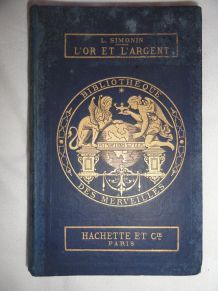 L. SIMONIN
L'OR ET L'ARGENT
BIBLIOTHÈQUE
DES MERVEILLES
HACHETTE ET Cie
PARIS